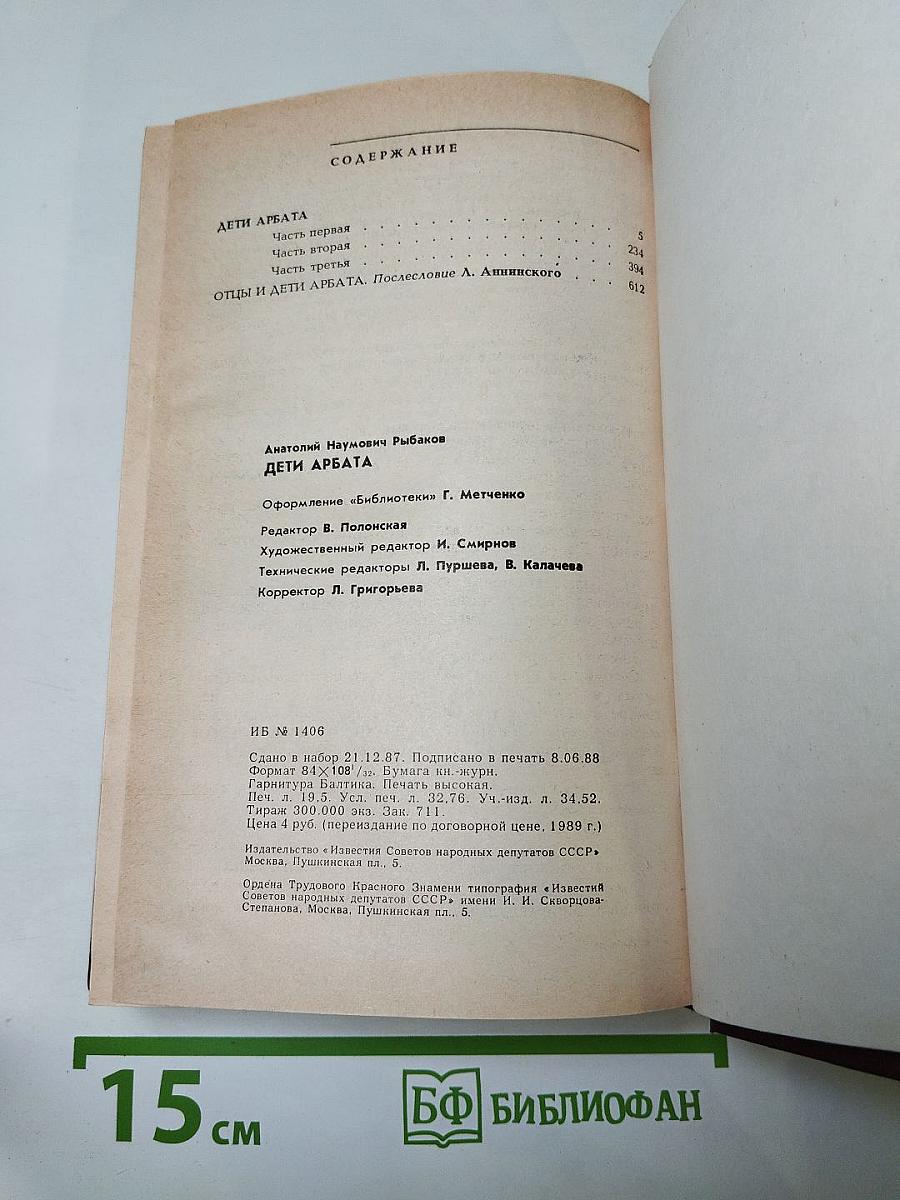 СОДЕРЖАНИЕ
ДЕТИ АРБАТА
Часть первая . . . . . . . . . . . . . . 5
Часть вторая . . . . . . . . . . . . . . 234
Часть третья . . . . . . . . . . . . . . 394
ОТЦЫ И ДЕТИ АРБАТА. Послесловие Л. Аннинского . . . 612
Анатолий Наумович Рыбаков
ДЕТИ АРБАТА
Оформление «Библиотеки» Г. Метченко
Редактор В. Полонская
Художественный редактор И. Смирнов
Технические редакторы Л. Пуршева, В. Калачева
Корректор Л. Григорьева
ИБ № 1406
Сдано в набор 21.12.87. Подписано в печать 8.06.88
Формат 84×108¹/₃₂. Бумага кн.-журн.
Гарнитура Балтика. Печать высокая.
Печ. л. 19,5. Усл. печ. л. 32,76. Уч.-изд. л. 34,52.
Тираж 300.000 экз. Зак. 711.
Цена 4 руб. (переиздание по договорной цене, 1989 г.)
Издательство «Известия Советов народных депутатов СССР»
Москва, Пушкинская пл., 5.
Ордена Трудового Красного Знамени типография «Известий
Советов народных депутатов СССР» имени И. И. Скворцова-
Степанова, Москва, Пушкинская пл., 5.
15 см
БФ БИБЛИОФАН